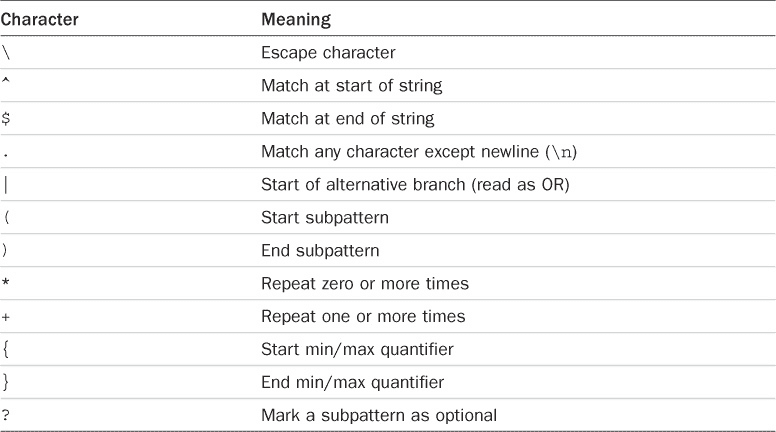 Character Meaning
\ Escape character
^ Match at start of string
$ Match at end of string
. Match any character except newline (\n)
| Start of alternative branch (read as OR)
( Start subpattern
) End subpattern
* Repeat zero or more times
+ Repeat one or more times
{ Start min/max quantifier
} End min/max quantifier
? Mark a subpattern as optional